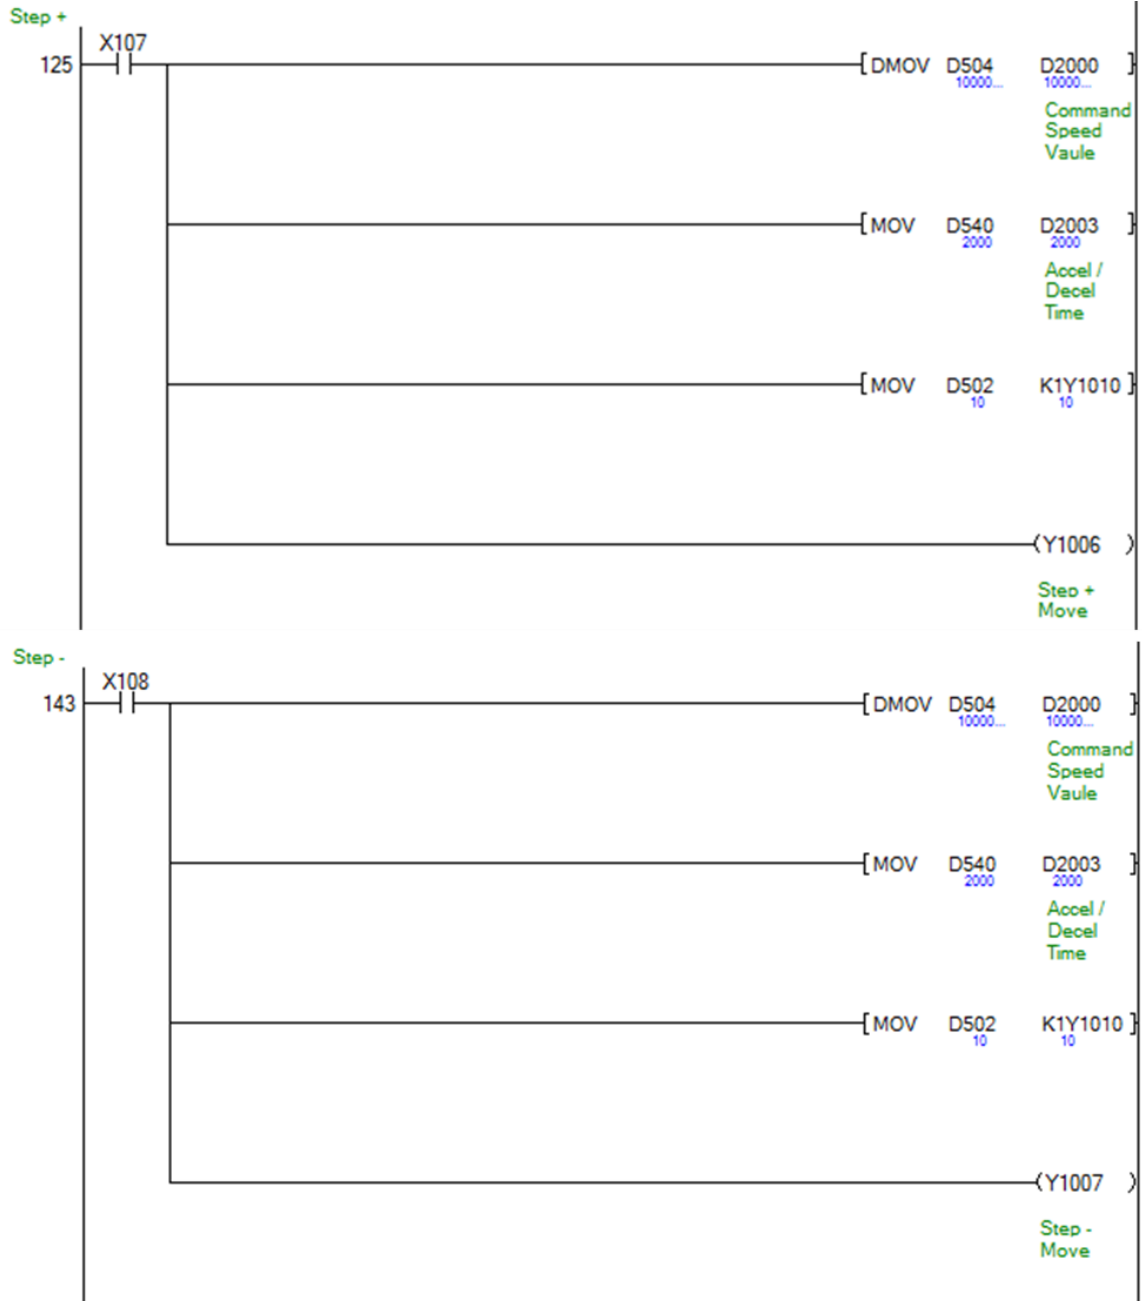 Step +
X107
125 [DMOV D504 D2000 ]
10000... 10000...
Command
Speed
Vaule
[MOV D540 D2003 ]
2000 2000
Accel /
Decel
Time
[MOV D502 K1Y1010 ]
10 10
(Y1006 )
Step +
Move
Step -
X108
143 [DMOV D504 D2000 ]
10000... 10000...
Command
Speed
Vaule
[MOV D540 D2003 ]
2000 2000
Accel /
Decel
Time
[MOV D502 K1Y1010 ]
10 10
(Y1007 )
Step -
Move